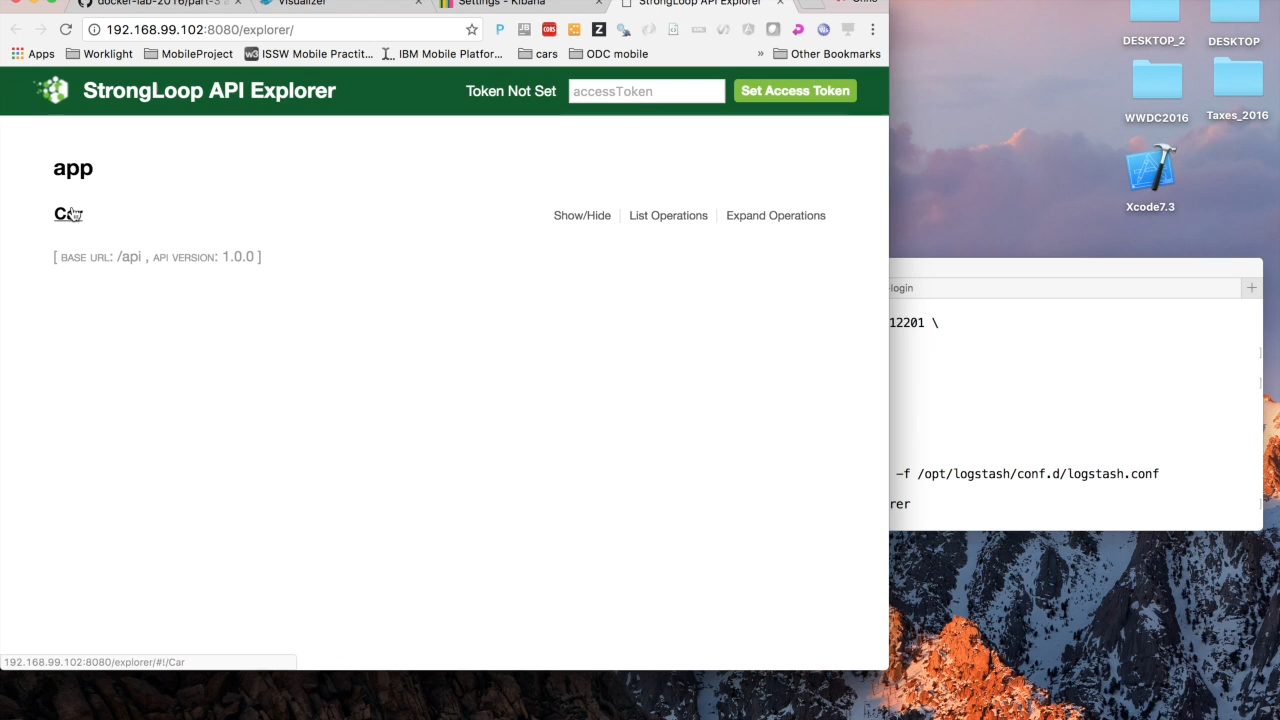 docker-lab-2016/part-3
Visualizer
Settings - Kibana
StrongLoop API Explorer
Chris
192.168.99.102:8080/explorer/
Apps
Worklight
MobileProject
ISSW Mobile Practit...
IBM Mobile Platfor...
cars
ODC mobile
»
Other Bookmarks
StrongLoop API Explorer
Token Not Set
accessToken
Set Access Token
app
Show/Hide
List Operations
Expand Operations
[ BASE URL: /api , API VERSION: 1.0.0 ]
192.168.99.102:8080/explorer/#!/Car
DESKTOP_2
DESKTOP
WWDC2016
Taxes_2016
Xcode7.3
-login
12201 \
]
]
-f /opt/logstash/conf.d/logstash.conf
rer